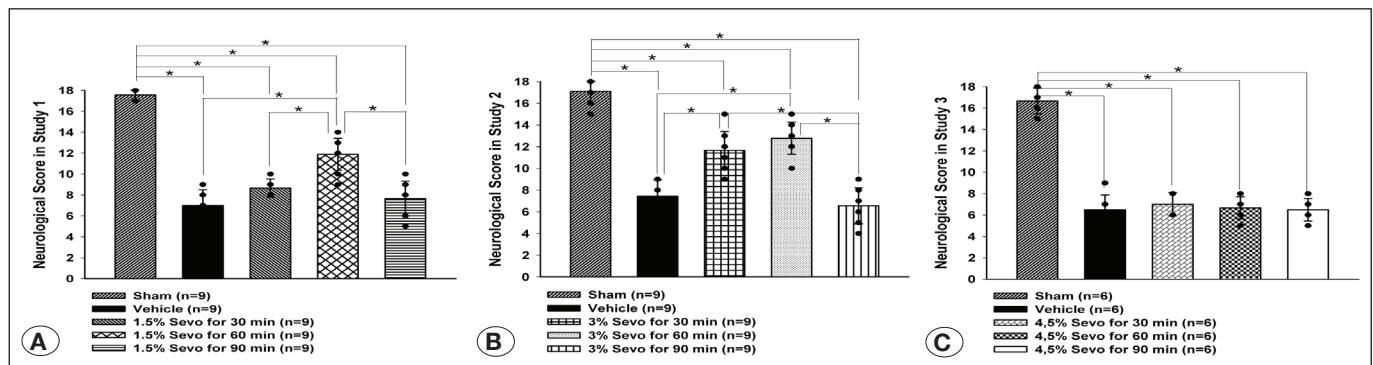 Neurological Score in Study 1
18
16
14
12
10
8
6
4
2
0
* * * * * * *
Sham (n=9)
Vehicle (n=9)
1.5% Sevo for 30 min (n=9)
1.5% Sevo for 60 min (n=9)
1.5% Sevo for 90 min (n=9)
A
Neurological Score in Study 2
18
16
14
12
10
8
6
4
2
0
* * * * * * * *
Sham (n=9)
Vehicle (n=9)
3% Sevo for 30 min (n=9)
3% Sevo for 60 min (n=9)
3% Sevo for 90 min (n=9)
B
Neurological Score in Study 3
18
16
14
12
10
8
6
4
2
0
* * * *
Sham (n=6)
Vehicle (n=6)
4,5% Sevo for 30 min (n=6)
4,5% Sevo for 60 min (n=6)
4,5% Sevo for 90 min (n=6)
C